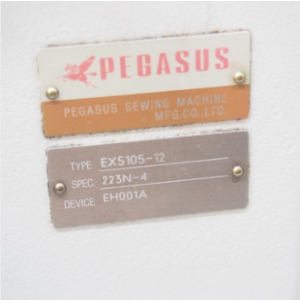 PEGASUS
PEGASUS SEWING MACHINE
MFG.CO.,LTD.
TYPE EX5105-12
SPEC. 223N-4
DEVICE EH001A